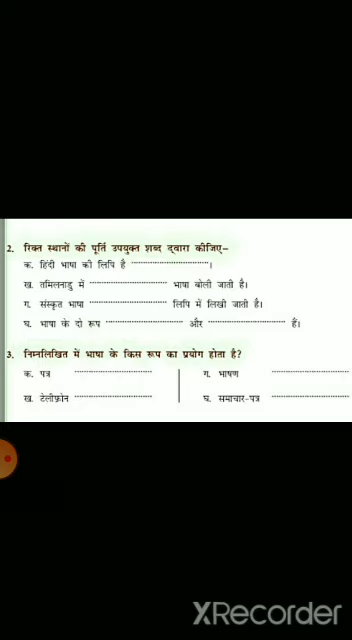 2. रिक्त स्थानों की पूर्ति उपयुक्त शब्द द्वारा कीजिए–
क. हिंदी भाषा की लिपि है ....................।
ख. तमिलनाडु में .................... भाषा बोली जाती है।
ग. संस्कृत भाषा .................... लिपि में लिखी जाती है।
घ. भाषा के दो रूप .................... और .................... हैं।
3. निम्नलिखित में भाषा के किस रूप का प्रयोग होता है?
क. पत्र .................... ग. भाषण ....................
ख. टेलीफ़ोन .................... घ. समाचार-पत्र ....................
XRecorder